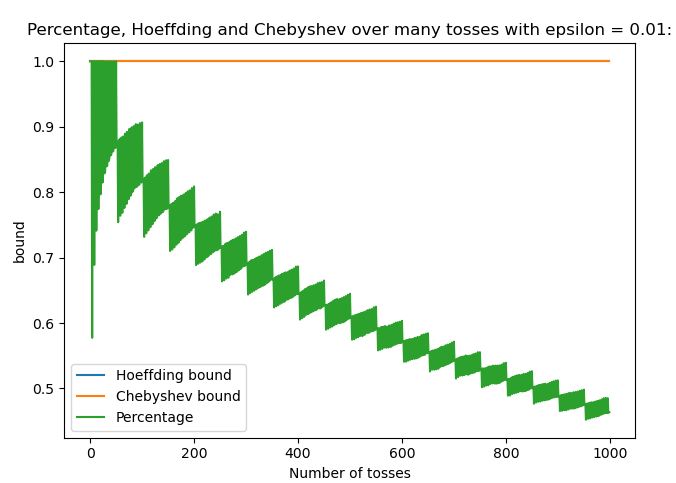 Percentage, Hoeffding and Chebyshev over many tosses with epsilon = 0.01:
1.0
0.9
0.8
0.7
0.6
0.5
bound
Hoeffding bound
Chebyshev bound
Percentage
0 200 400 600 800 1000
Number of tosses